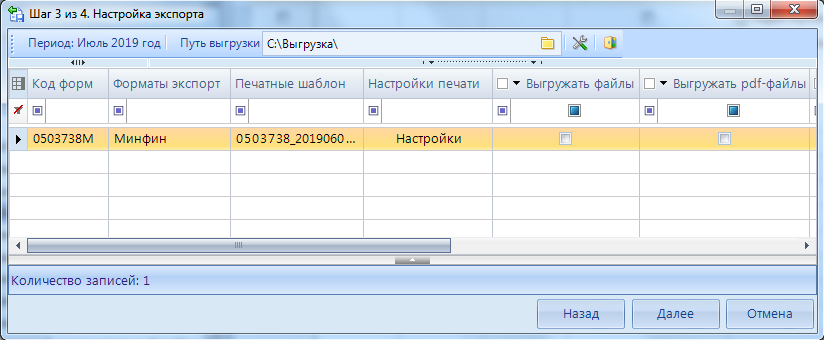 Шаг 3 из 4. Настройка экспорта
Период: Июль 2019 год Путь выгрузки C:\Выгрузка\
Код форм Форматы экспорт Печатные шаблон Настройки печати Выгружать файлы Выгружать pdf-файлы
0503738М Минфин 0503738_2019060... Настройки
Количество записей: 1
Назад Далее Отмена